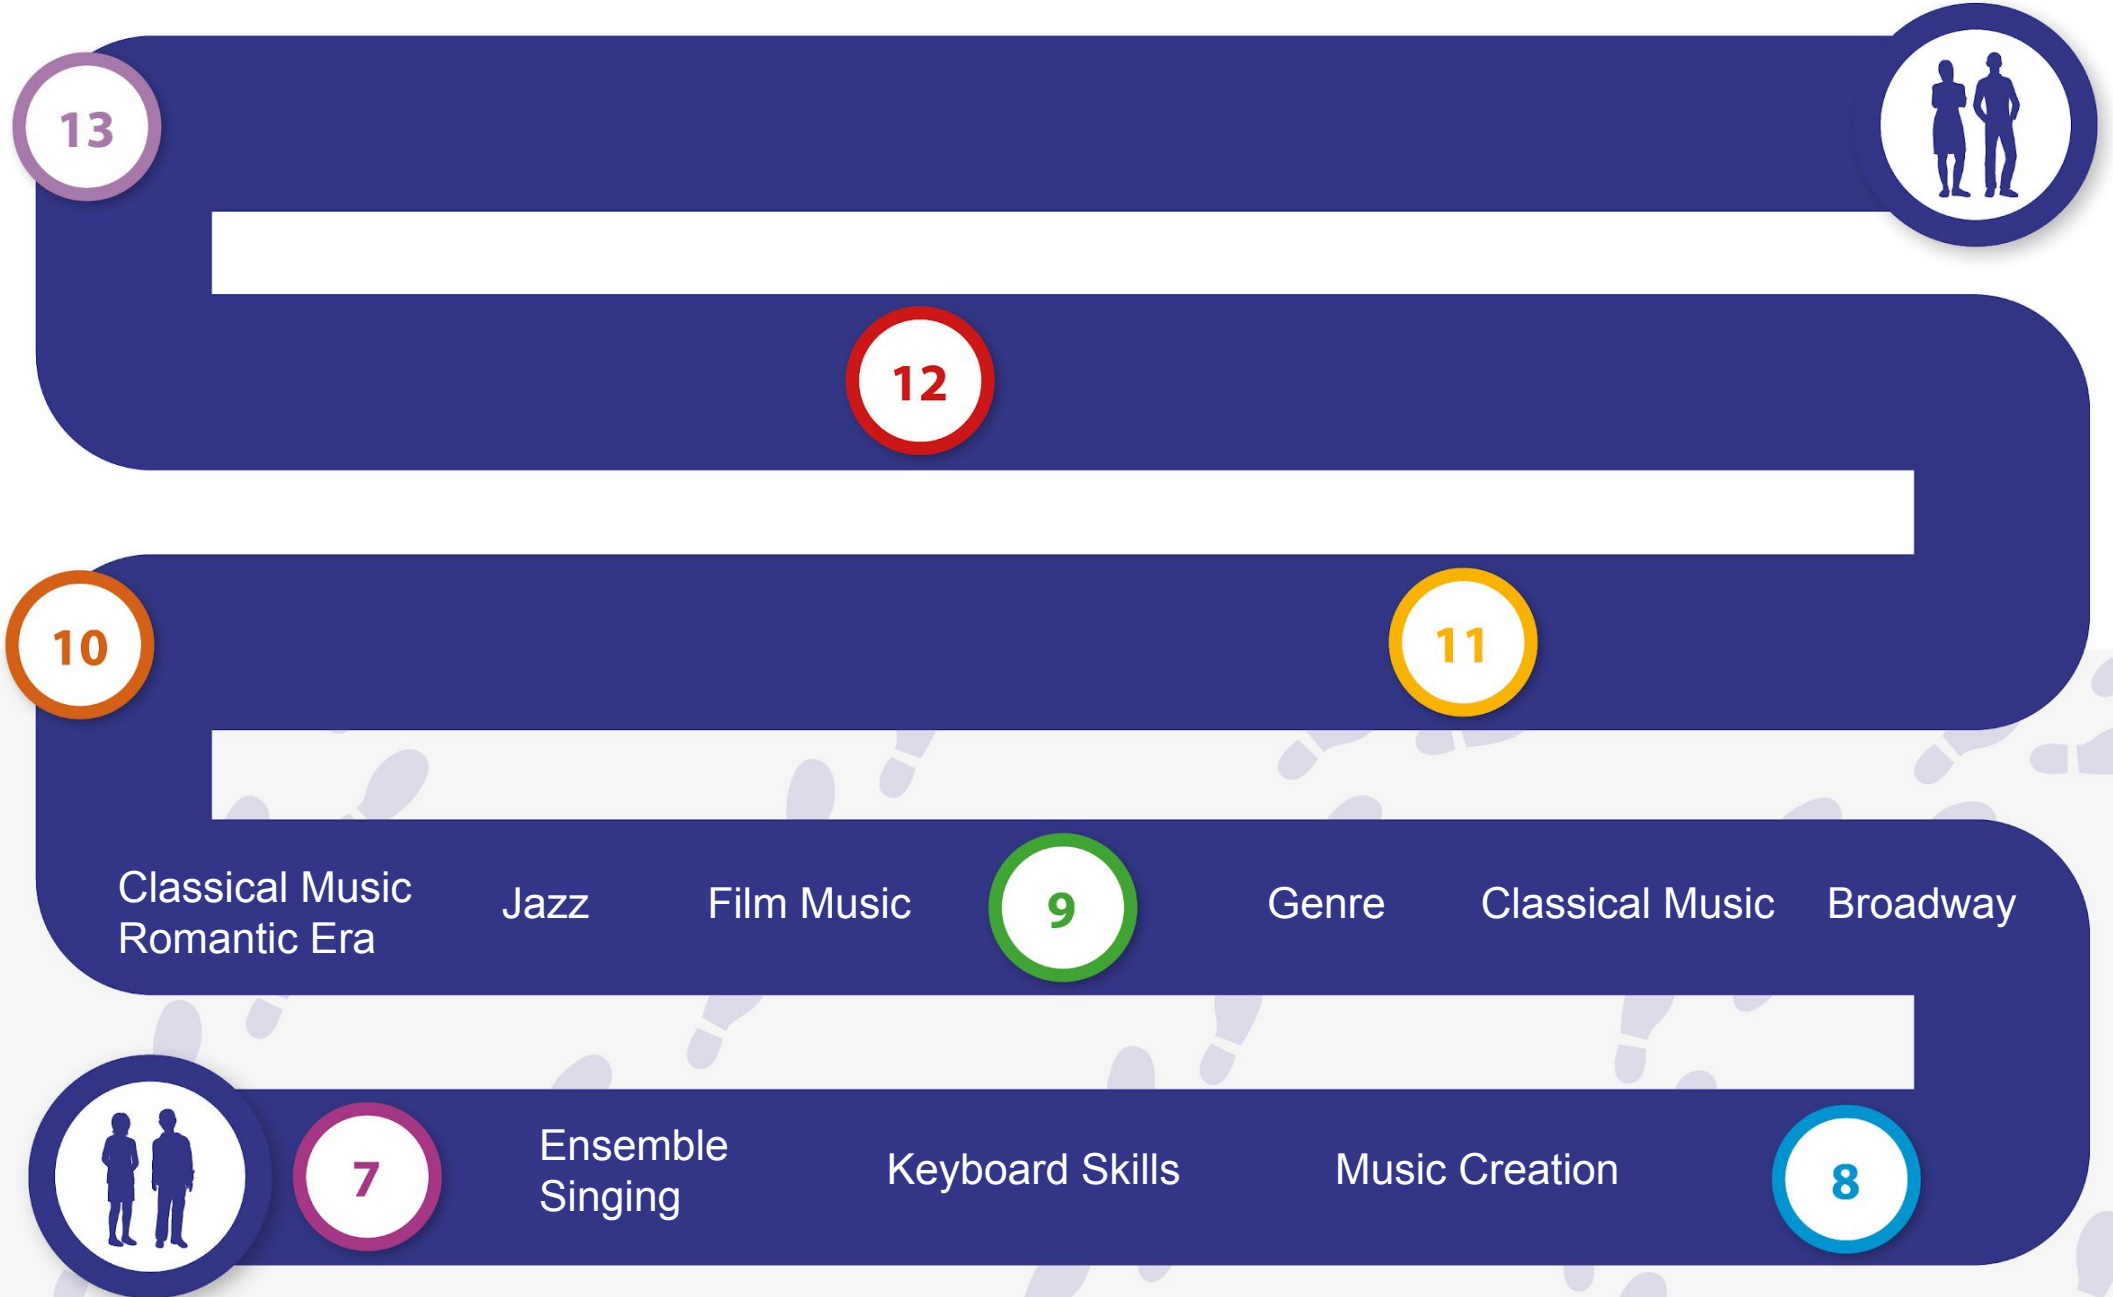 13
12
10
11
Classical Music
Romantic Era
Jazz
Film Music
9
Genre
Classical Music
Broadway
7
Ensemble
Singing
Keyboard Skills
Music Creation
8